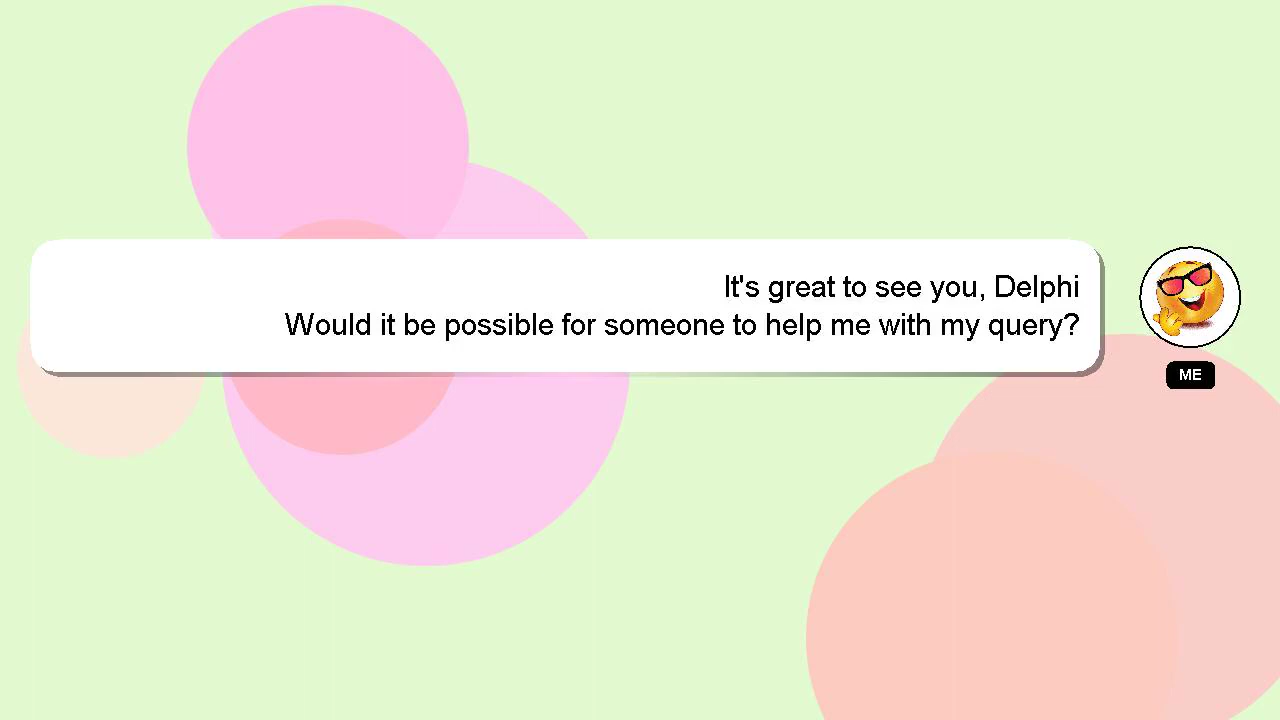 It's great to see you, Delphi
Would it be possible for someone to help me with my query?
ME